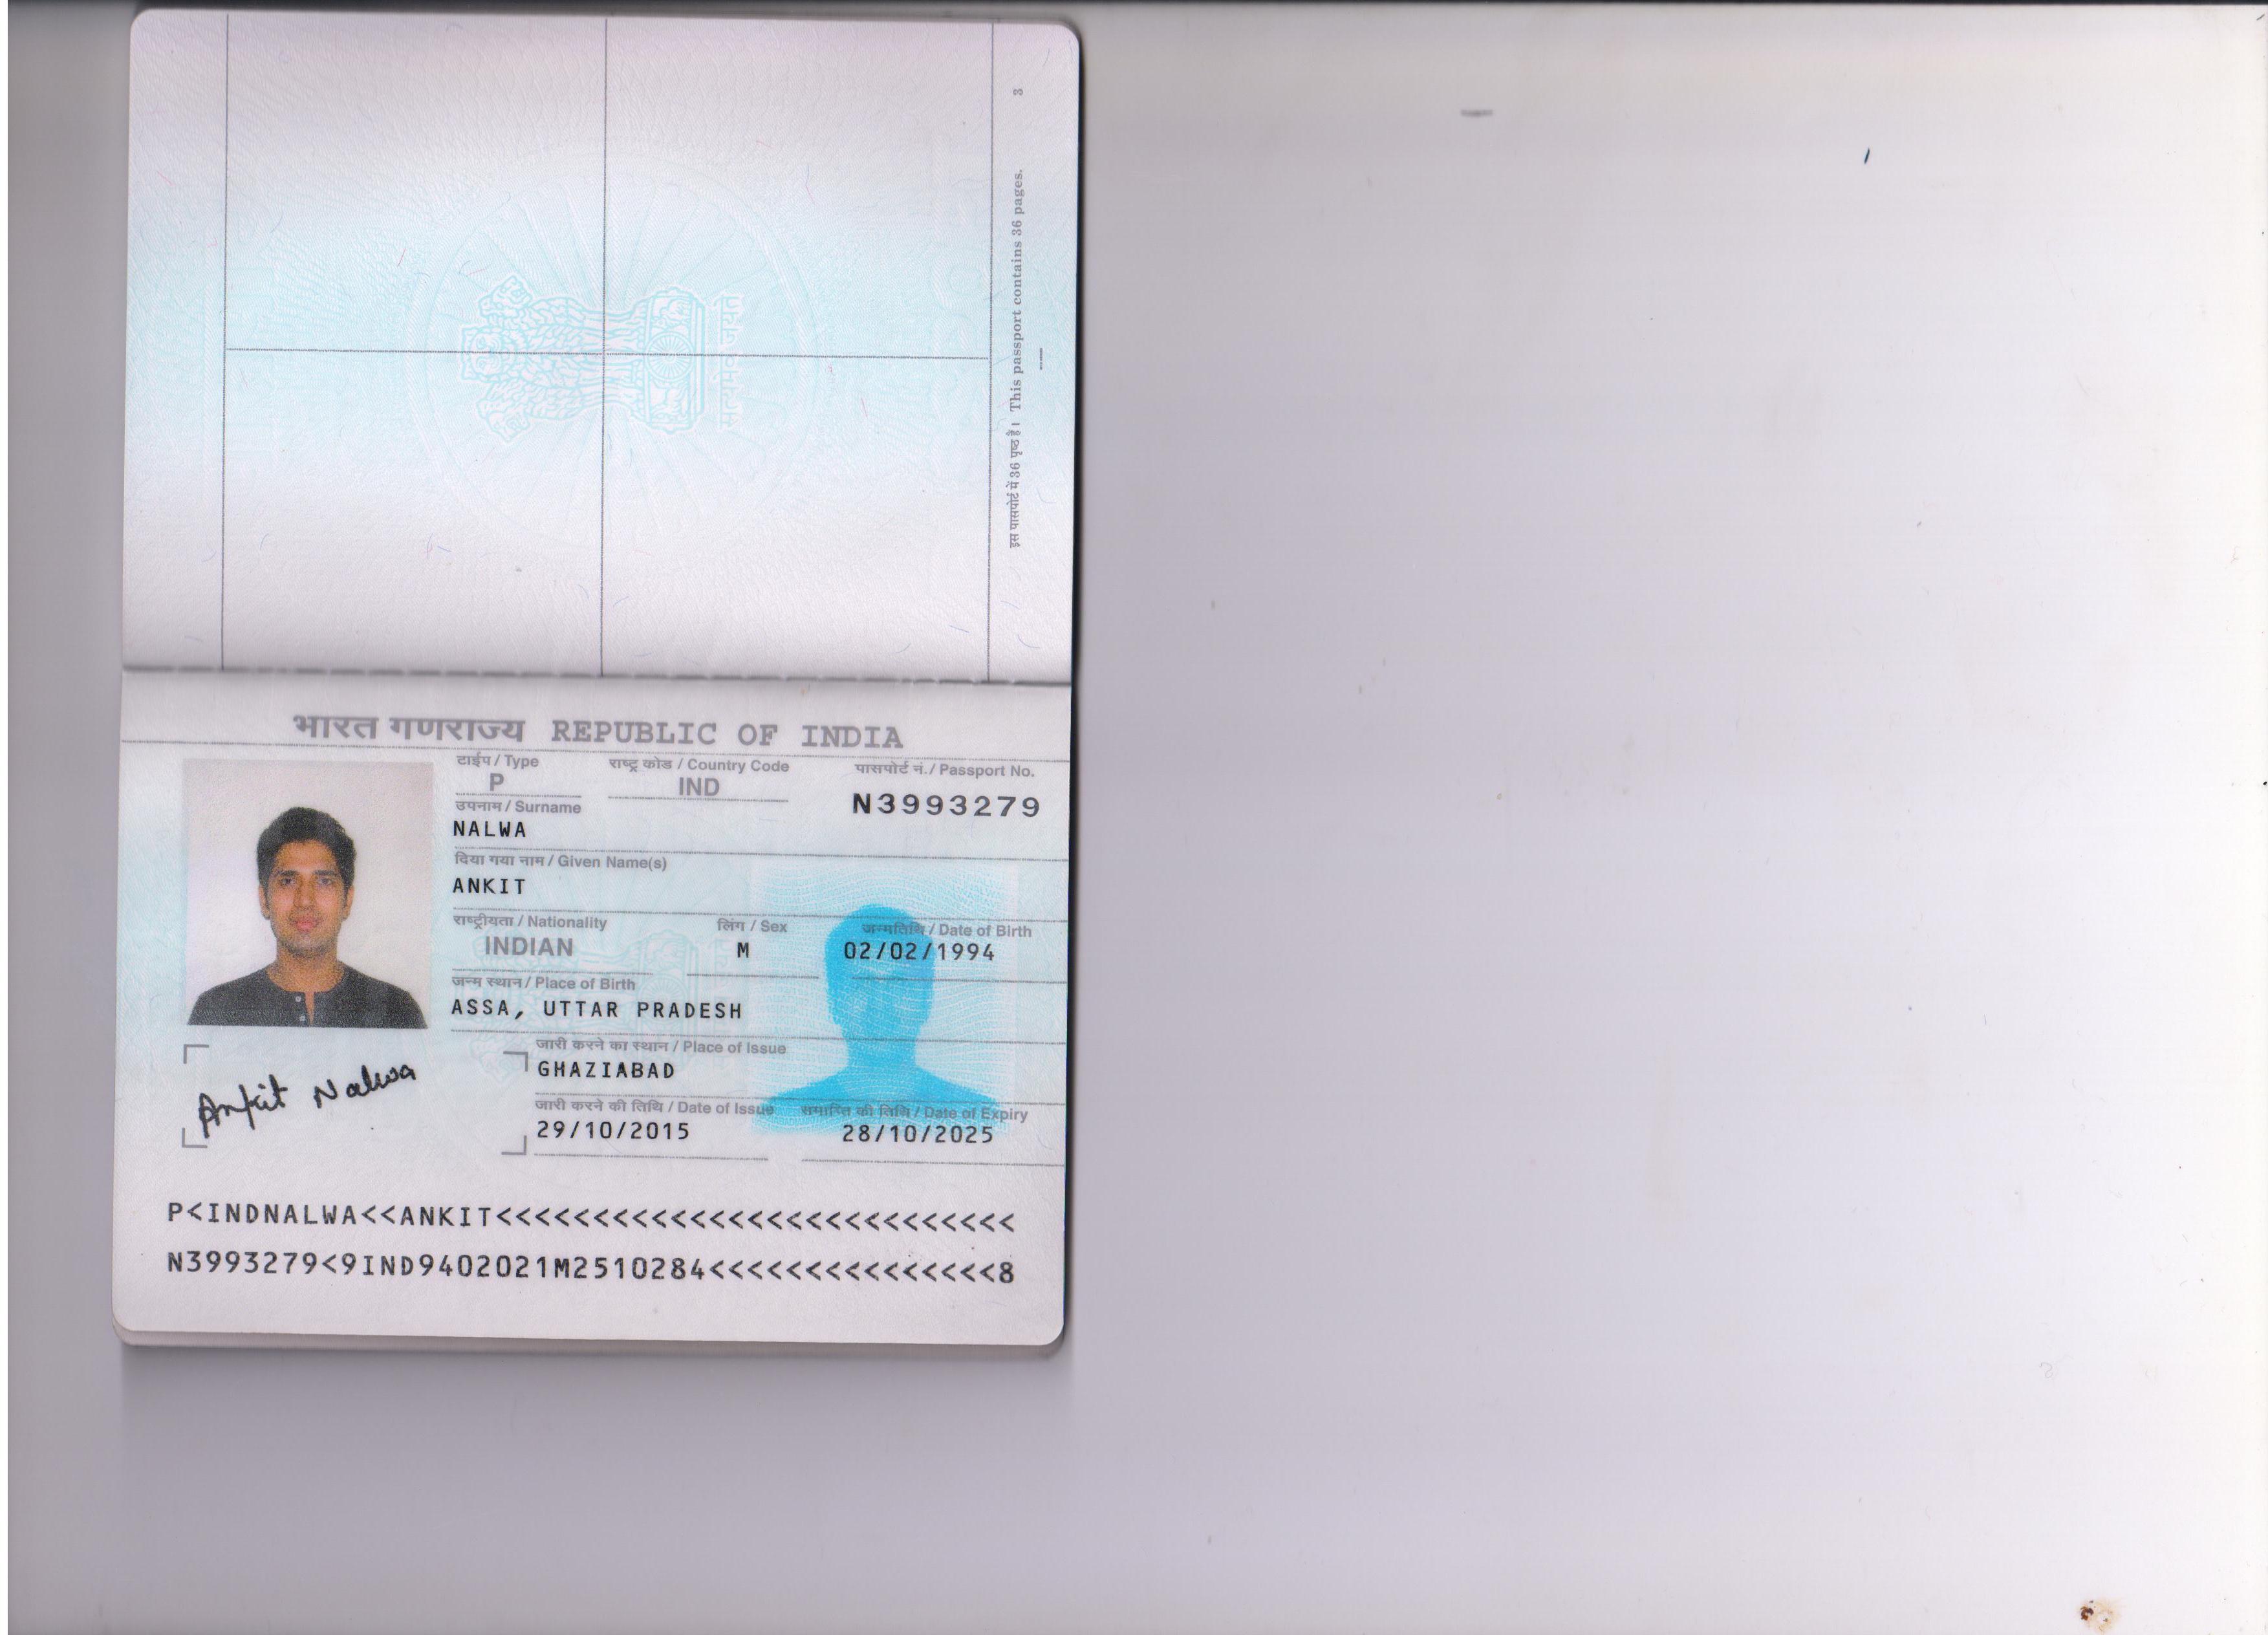 3
इस पासपोर्ट में 36 पृष्ठ है। This passport contains 36 pages.
भारत गणराज्य REPUBLIC OF INDIA
टाईप / Type राष्ट्र कोड / Country Code पासपोर्ट नं. / Passport No.
P IND N3993279
उपनाम / Surname
NALWA
दिया गया नाम / Given Name(s)
ANKIT
राष्ट्रीयता / Nationality लिंग / Sex जन्मतिथि / Date of Birth
INDIAN M 02/02/1994
जन्म स्थान / Place of Birth
ASSA, UTTAR PRADESH
जारी करने का स्थान / Place of Issue
GHAZIABAD
Ankit Nalwa
जारी करने की तिथि / Date of Issue समाप्ति की तिथि / Date of Expiry
29/10/2015 28/10/2025
P<INDNALWA<<ANKIT<<<<<<<<<<<<<<<<<<<<<<<<<<<
N3993279<9IND9402021M2510284<<<<<<<<<<<<<<<8